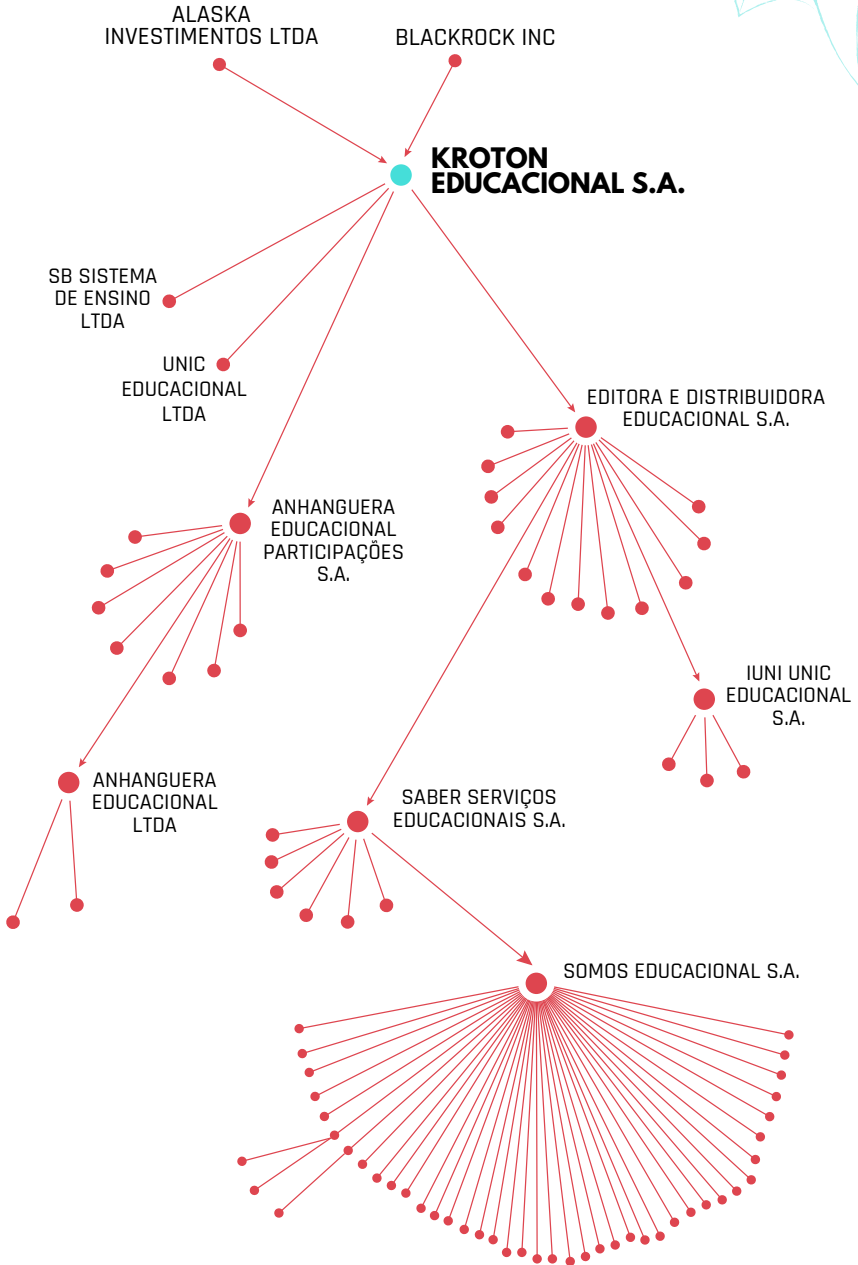 ALASKA
INVESTIMENTOS LTDA
BLACKROCK INC
KROTON
EDUCACIONAL S.A.
SB SISTEMA
DE ENSINO
LTDA
UNIC
EDUCACIONAL
LTDA
EDITORA E DISTRIBUIDORA
EDUCACIONAL S.A.
ANHANGUERA
EDUCACIONAL
PARTICIPAÇÕES
S.A.
IUNI UNIC
EDUCACIONAL
S.A.
ANHANGUERA
EDUCACIONAL
LTDA
SABER SERVIÇOS
EDUCACIONAIS S.A.
SOMOS EDUCACIONAL S.A.